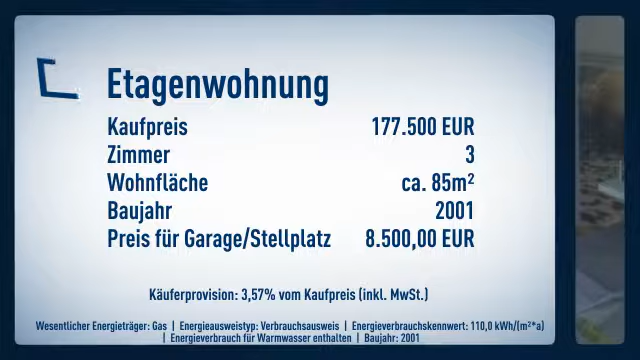 Etagenwohnung
Kaufpreis 177.500 EUR
Zimmer 3
Wohnfläche ca. 85m²
Baujahr 2001
Preis für Garage/Stellplatz 8.500,00 EUR
Käuferprovision: 3,57% vom Kaufpreis (inkl. MwSt.)
Wesentlicher Energieträger: Gas | Energieausweistyp: Verbrauchsausweis | Energieverbrauchskennwert: 110,0 kWh/(m²*a)
| Energieverbrauch für Warmwasser enthalten | Baujahr: 2001